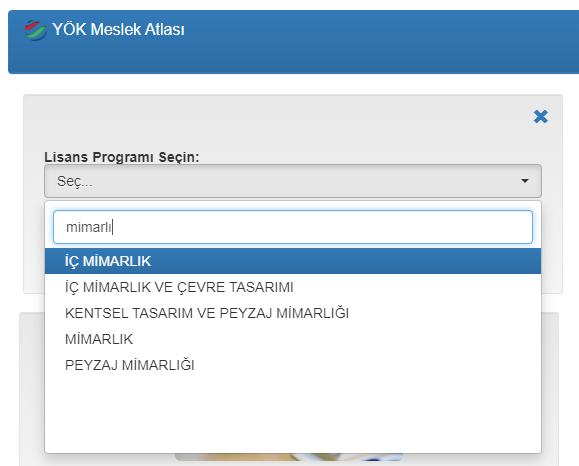 YÖK Meslek Atlası
Lisans Programı Seçin:
Seç...
mimarlı
İÇ MİMARLIK
İÇ MİMARLIK VE ÇEVRE TASARIMI
KENTSEL TASARIM VE PEYZAJ MİMARLIĞI
MİMARLIK
PEYZAJ MİMARLIĞI